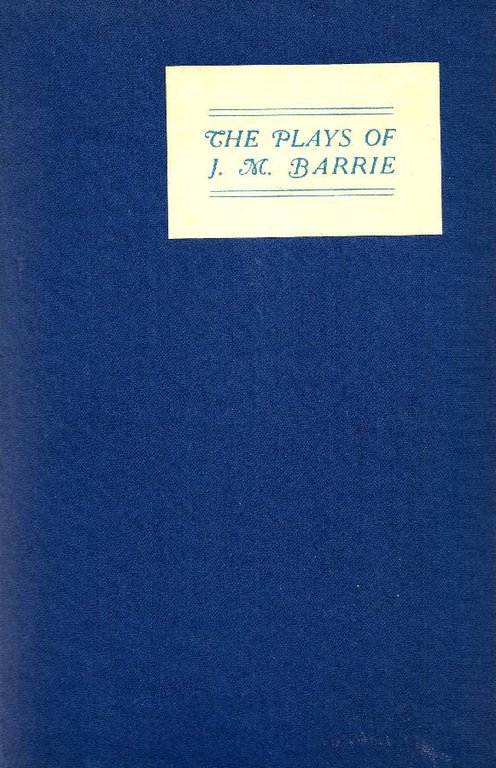 THE PLAYS OF
J. M. BARRIE